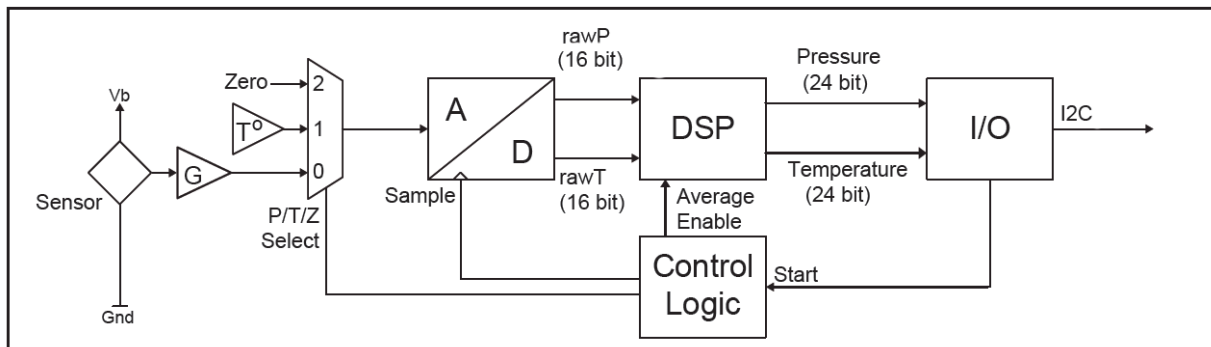 Vb
Sensor
Gnd
G
Zero
T°
2
1
0
P/T/Z
Select
A
D
Sample
rawP
(16 bit)
rawT
(16 bit)
DSP
Average
Enable
Control
Logic
Pressure
(24 bit)
Temperature
(24 bit)
Start
I/O
I2C